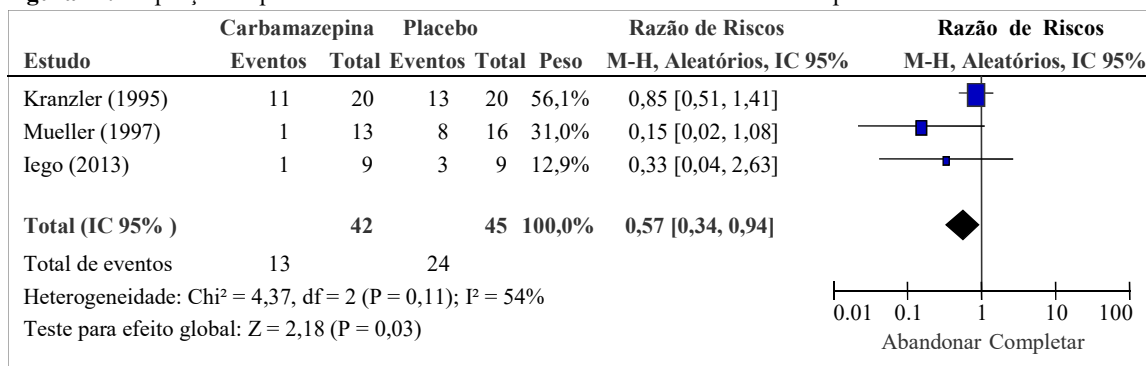 Carbamazepina Placebo Razão de Riscos Razão de Riscos
Estudo Eventos Total Eventos Total Peso M-H, Aleatórios, IC 95% M-H, Aleatórios, IC 95%
Kranzler (1995) 11 20 13 20 56,1% 0,85 [0,51, 1,41]
Mueller (1997) 1 13 8 16 31,0% 0,15 [0,02, 1,08]
Iego (2013) 1 9 3 9 12,9% 0,33 [0,04, 2,63]
Total (IC 95% ) 42 45 100,0% 0,57 [0,34, 0,94]
Total de eventos 13 24
Heterogeneidade: Chi² = 4,37, df = 2 (P = 0,11); I² = 54%
Teste para efeito global: Z = 2,18 (P = 0,03)
0.01 0.1 1 10 100
Abandonar Completar